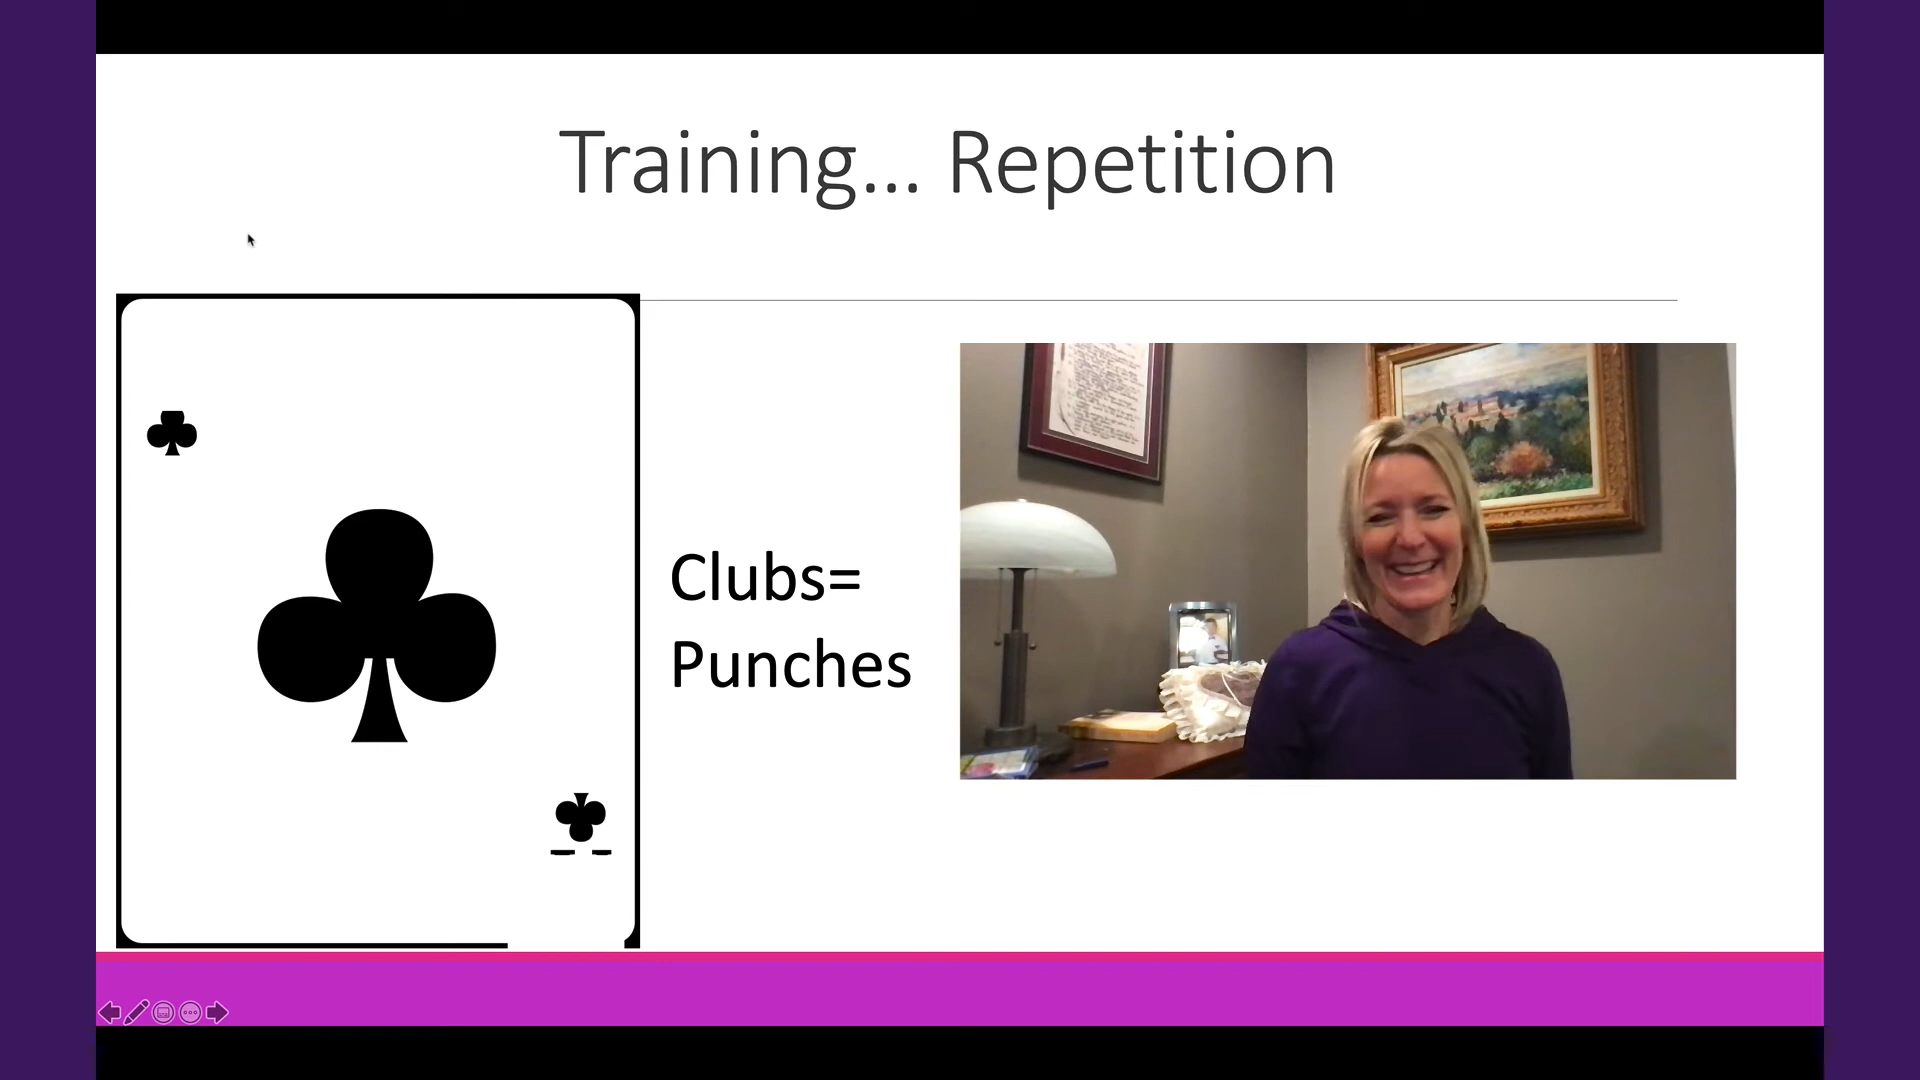 Training... Repetition
Clubs=
Punches